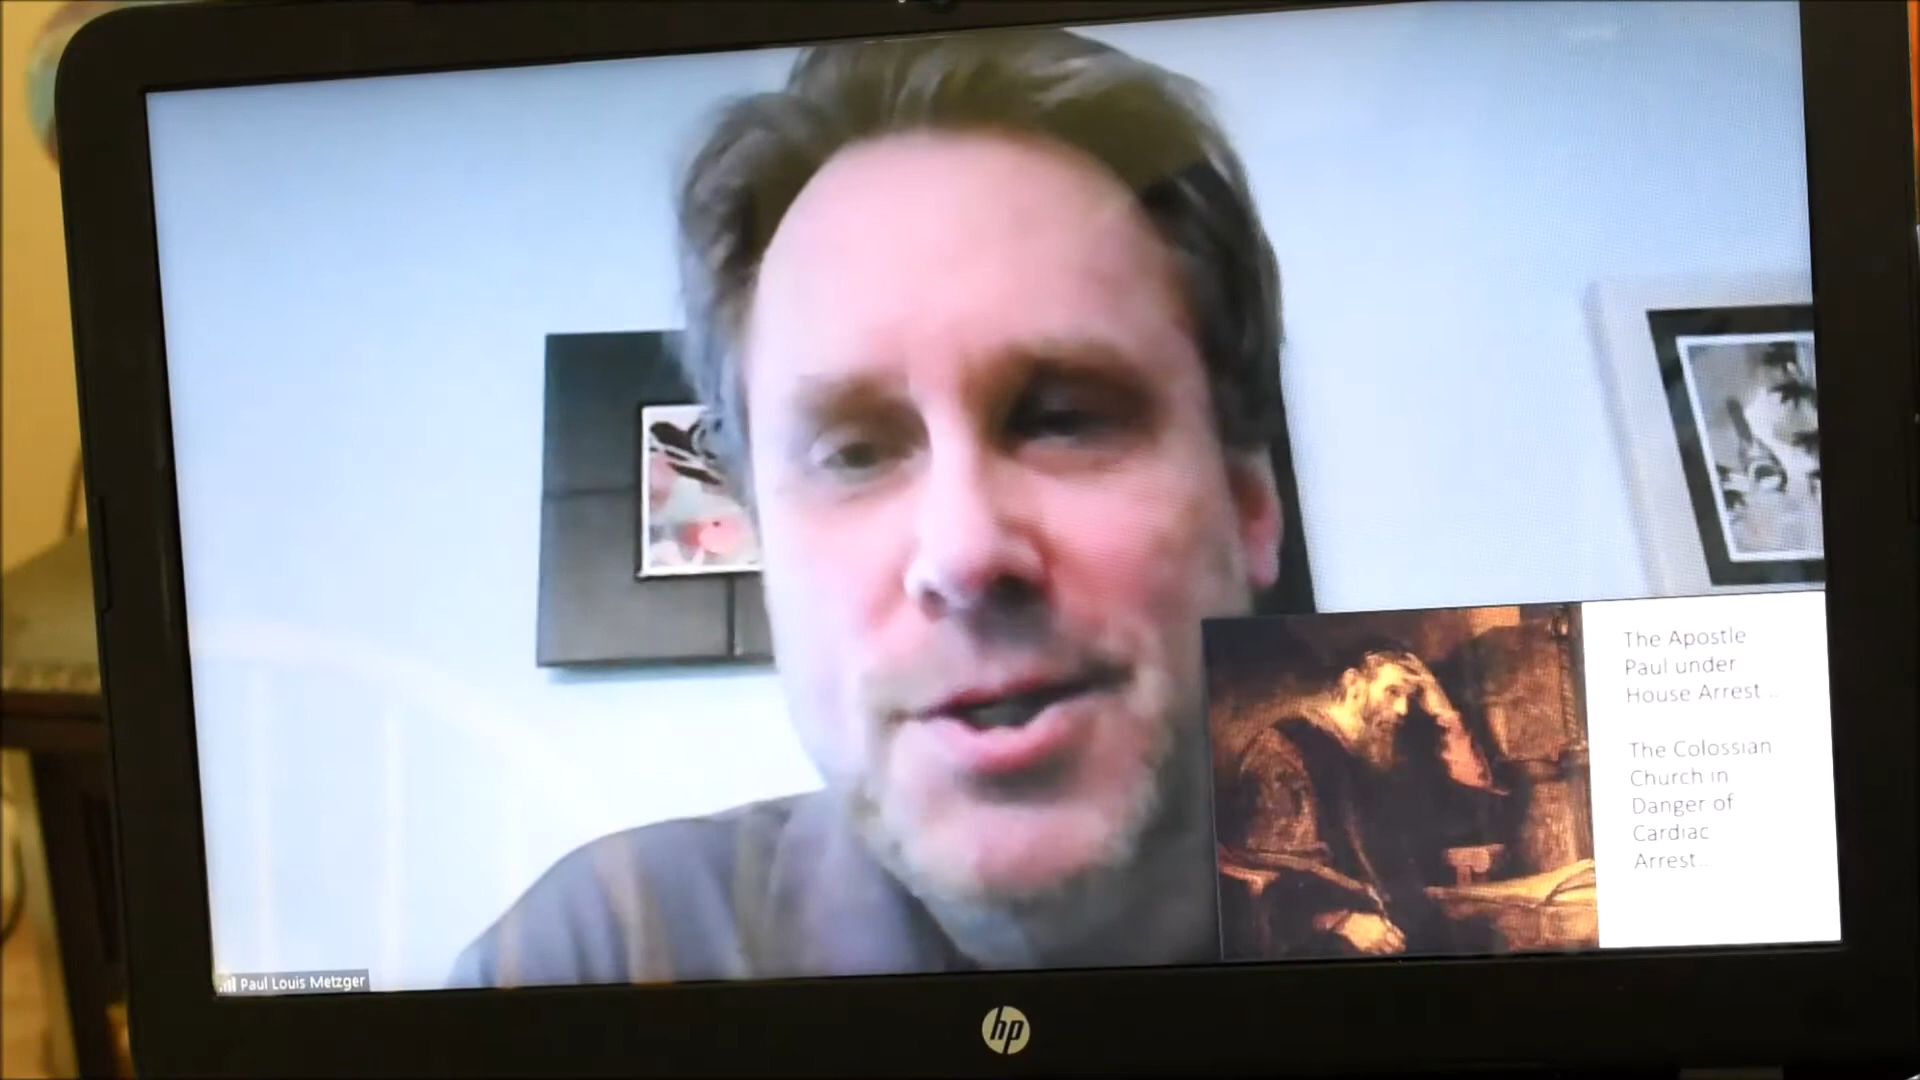 The Apostle
Paul under
House Arrest...
The Colossian
Church in
Danger of
Cardiac
Arrest...
Paul Louis Metzger
hp